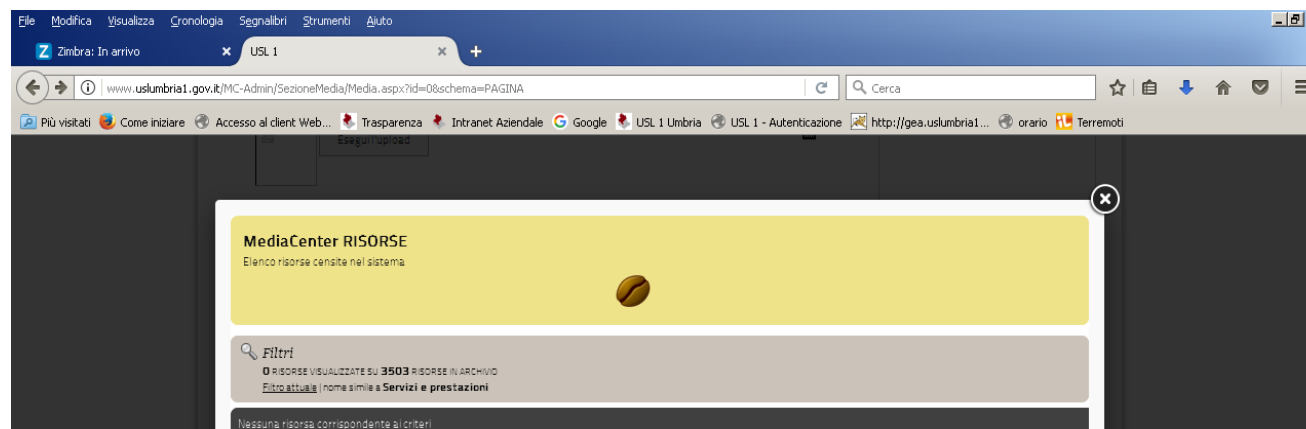 File Modifica Visualizza Cronologia Segnalibri Strumenti Aiuto
Zimbra: In arrivo
USL 1
www.uslumbria1.gov.it/MC-Admin/SezioneMedia/Media.aspx?id=0&schema=PAGINA
Cerca
Più visitati Come iniziare Accesso al client Web... Trasparenza Intranet Aziendale Google USL 1 Umbria USL 1 - Autenticazione http://gea.uslumbria1... orario Terremoti
Esegui l'upload
MediaCenter RISORSE
Elenco risorse censite nel sistema
Filtri
0 RISORSE VISUALIZZATE SU 3503 RISORSE IN ARCHIVIO
Filtro attuale | nome simile a Servizi e prestazioni
Nessuna risorsa corrispondente ai criteri